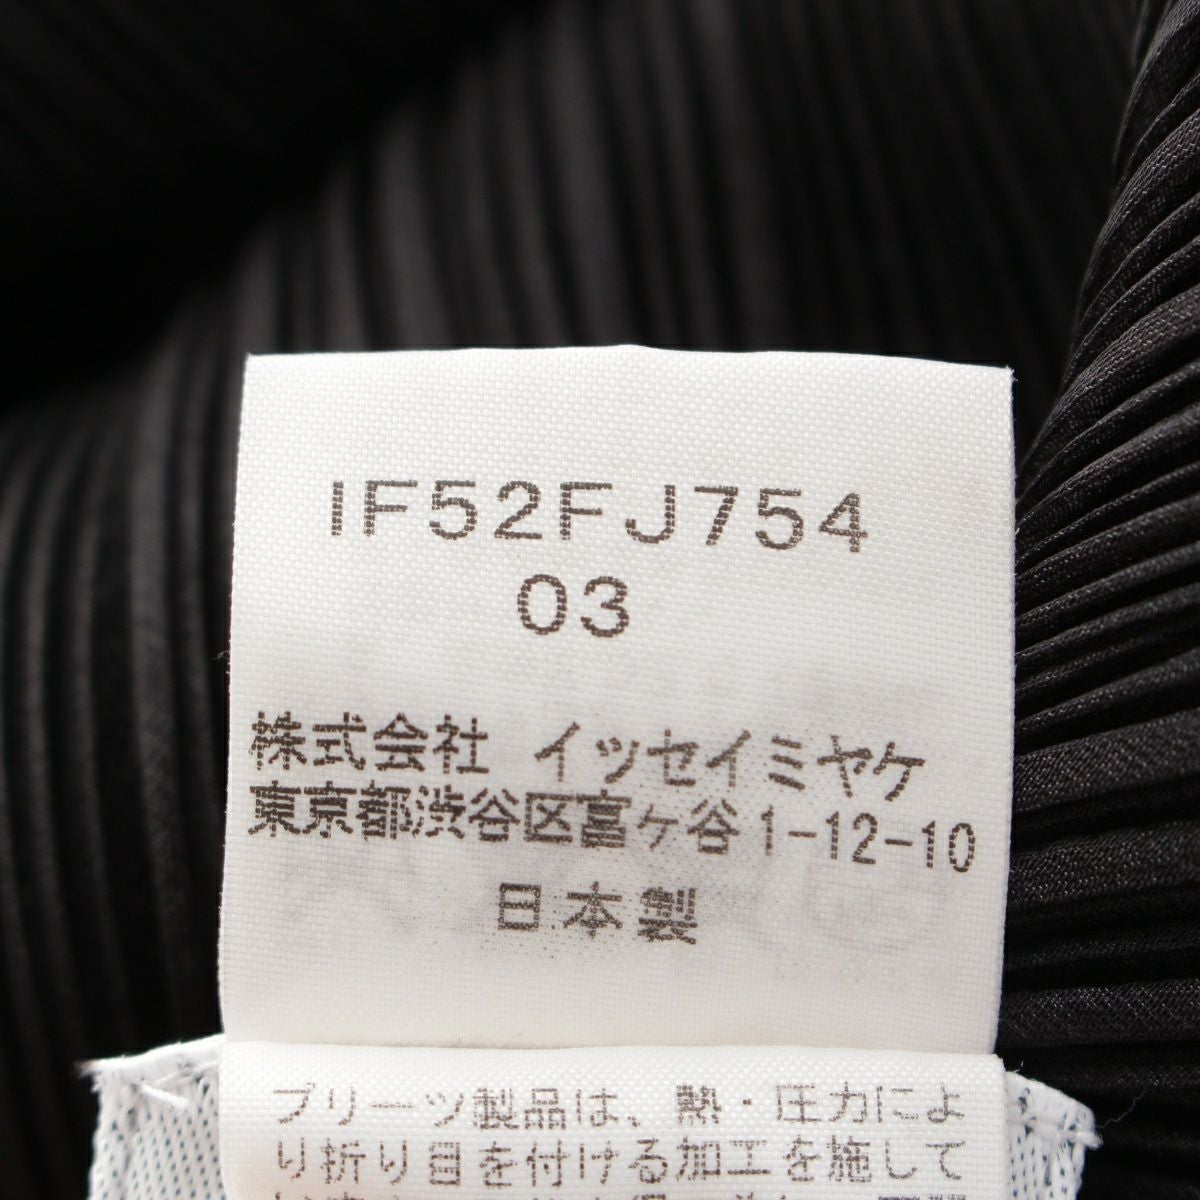 IF52FJ754
03
株式会社 イッセイミヤケ
東京都渋谷区富ヶ谷1-12-10
日本製
プリーツ製品は、熱・圧力によ
り折り目を付ける加工を施して